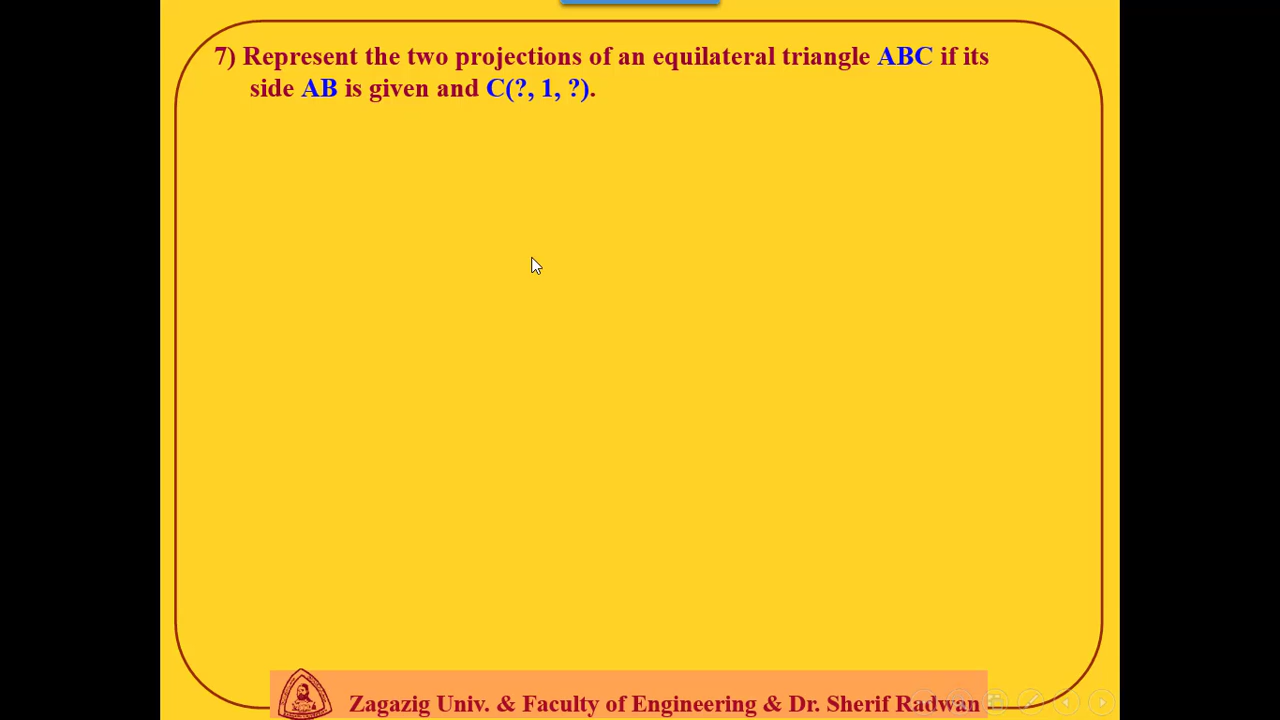 7) Represent the two projections of an equilateral triangle ABC if its
side AB is given and C(?, 1, ?).
Zagazig Univ. & Faculty of Engineering & Dr. Sherif Radwan